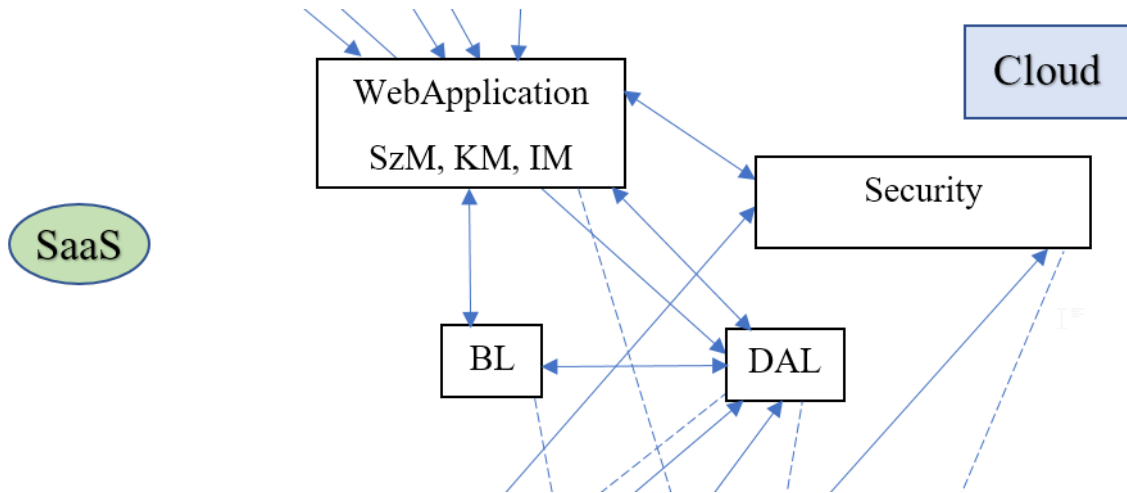 WebApplication
SzM, KM, IM
Cloud
Security
SaaS
BL
DAL